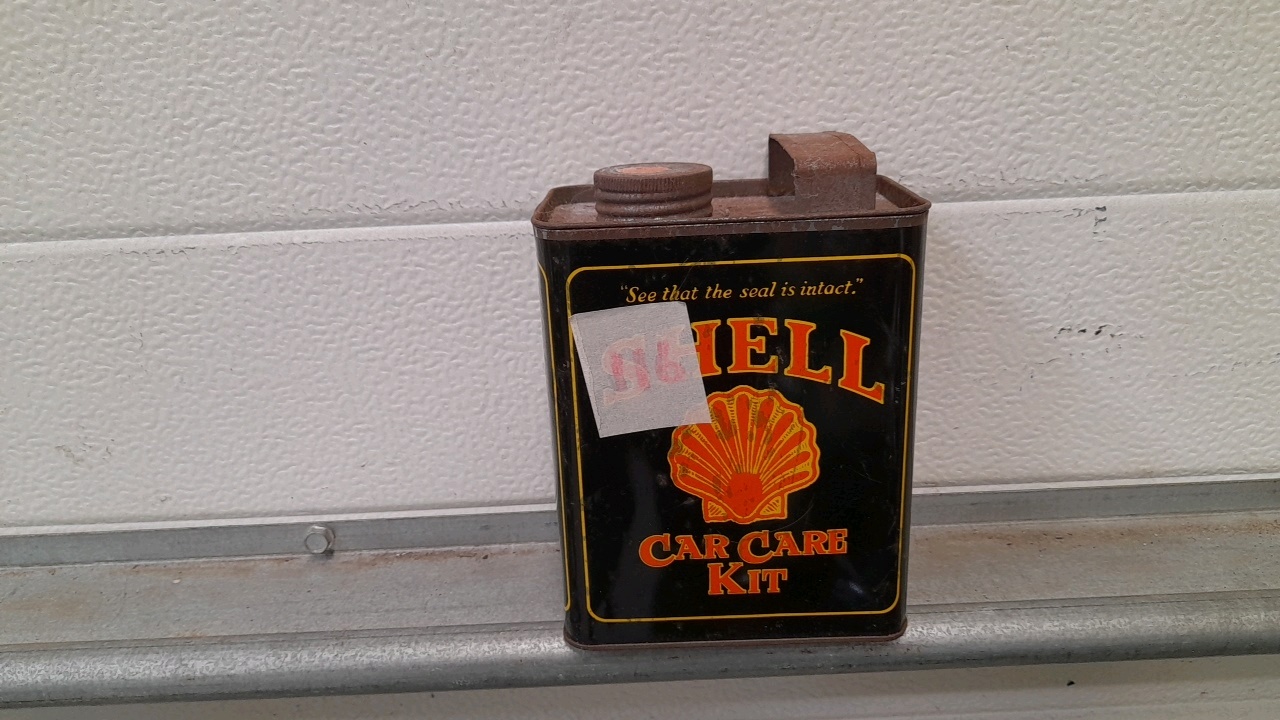 "See that the seal is intact."
SHELL
CAR CARE
KIT